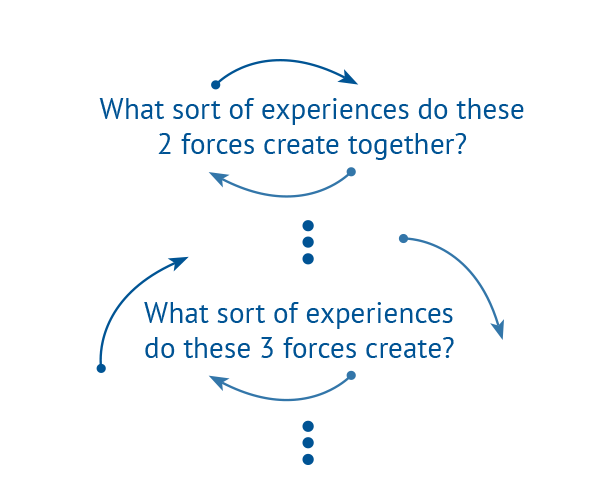 What sort of experiences do these
2 forces create together?
What sort of experiences
do these 3 forces create?